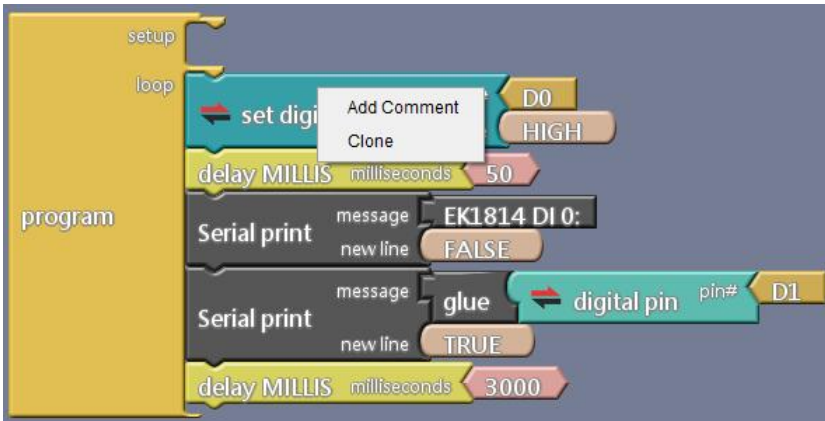 setup
loop
program
set digi
Add Comment
Clone
D0
HIGH
delay MILLIS milliseconds 50
Serial print message EK1814 DI 0:
new line FALSE
Serial print message glue digital pin pin# D1
new line TRUE
delay MILLIS milliseconds 3000